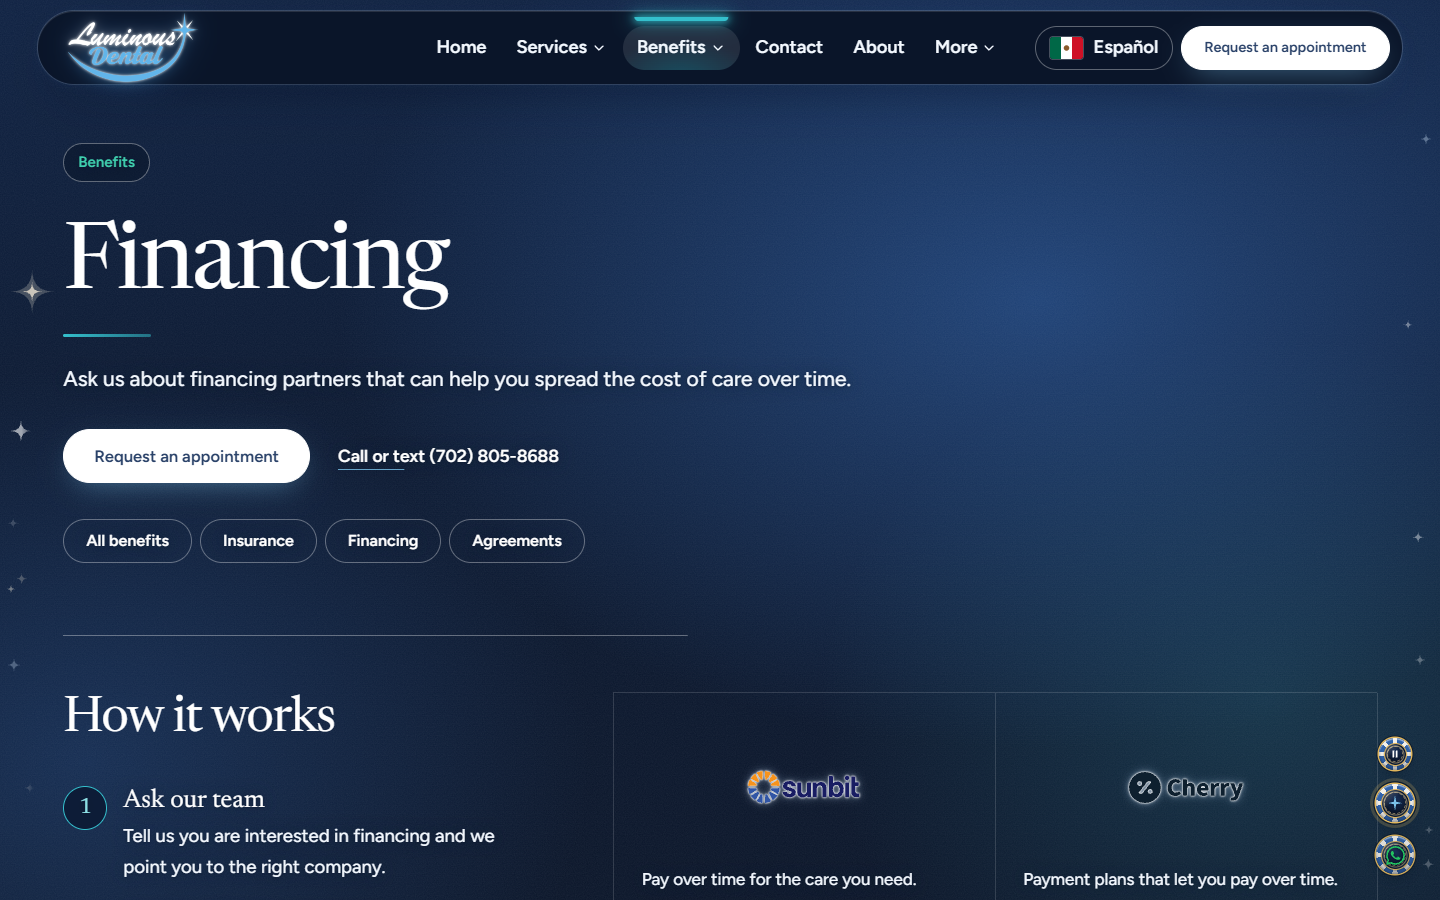 Luminous
Dental
Home
Services
Benefits
Contact
About
More
Español
Request an appointment
Benefits
Financing
Ask us about financing partners that can help you spread the cost of care over time.
Request an appointment
Call or text (702) 805-8688
All benefits
Insurance
Financing
Agreements
How it works
1
Ask our team
Tell us you are interested in financing and we
point you to the right company.
sunbit
Pay over time for the care you need.
Cherry
Payment plans that let you pay over time.